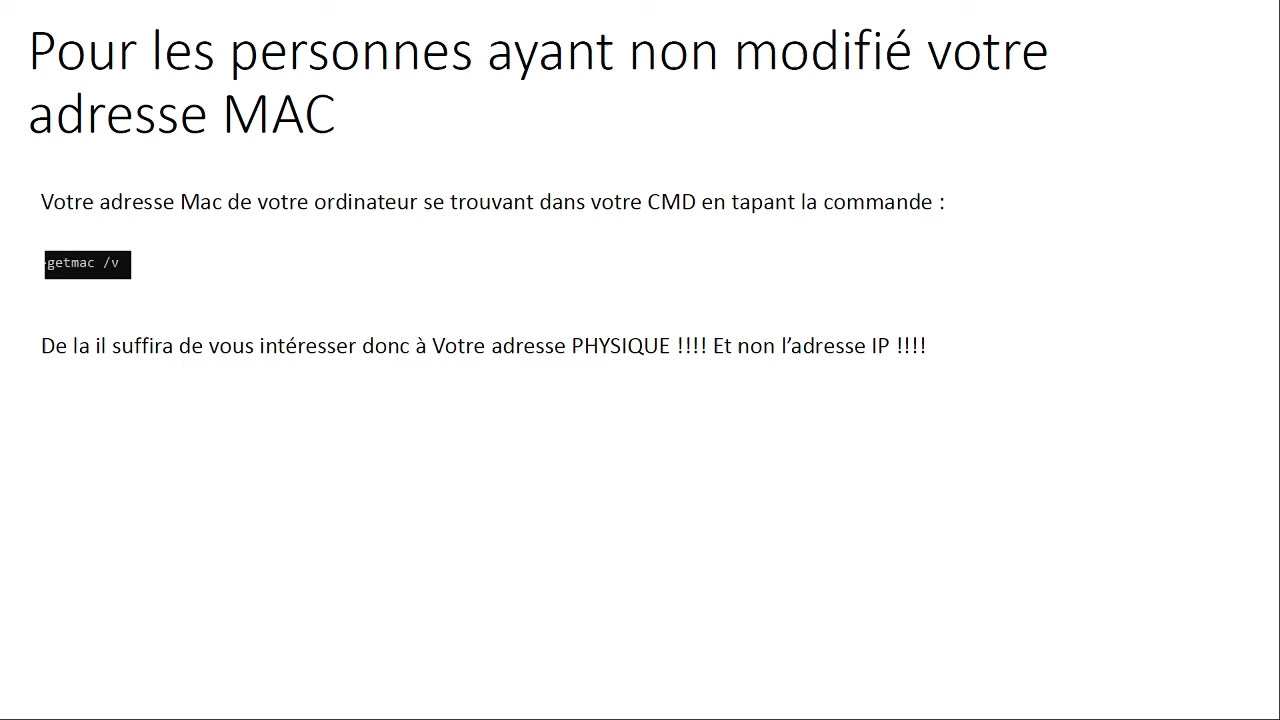 Pour les personnes ayant non modifié votre
adresse MAC
Votre adresse Mac de votre ordinateur se trouvant dans votre CMD en tapant la commande :
getmac /v
De la il suffira de vous intéresser donc à Votre adresse PHYSIQUE !!!! Et non l’adresse IP !!!!